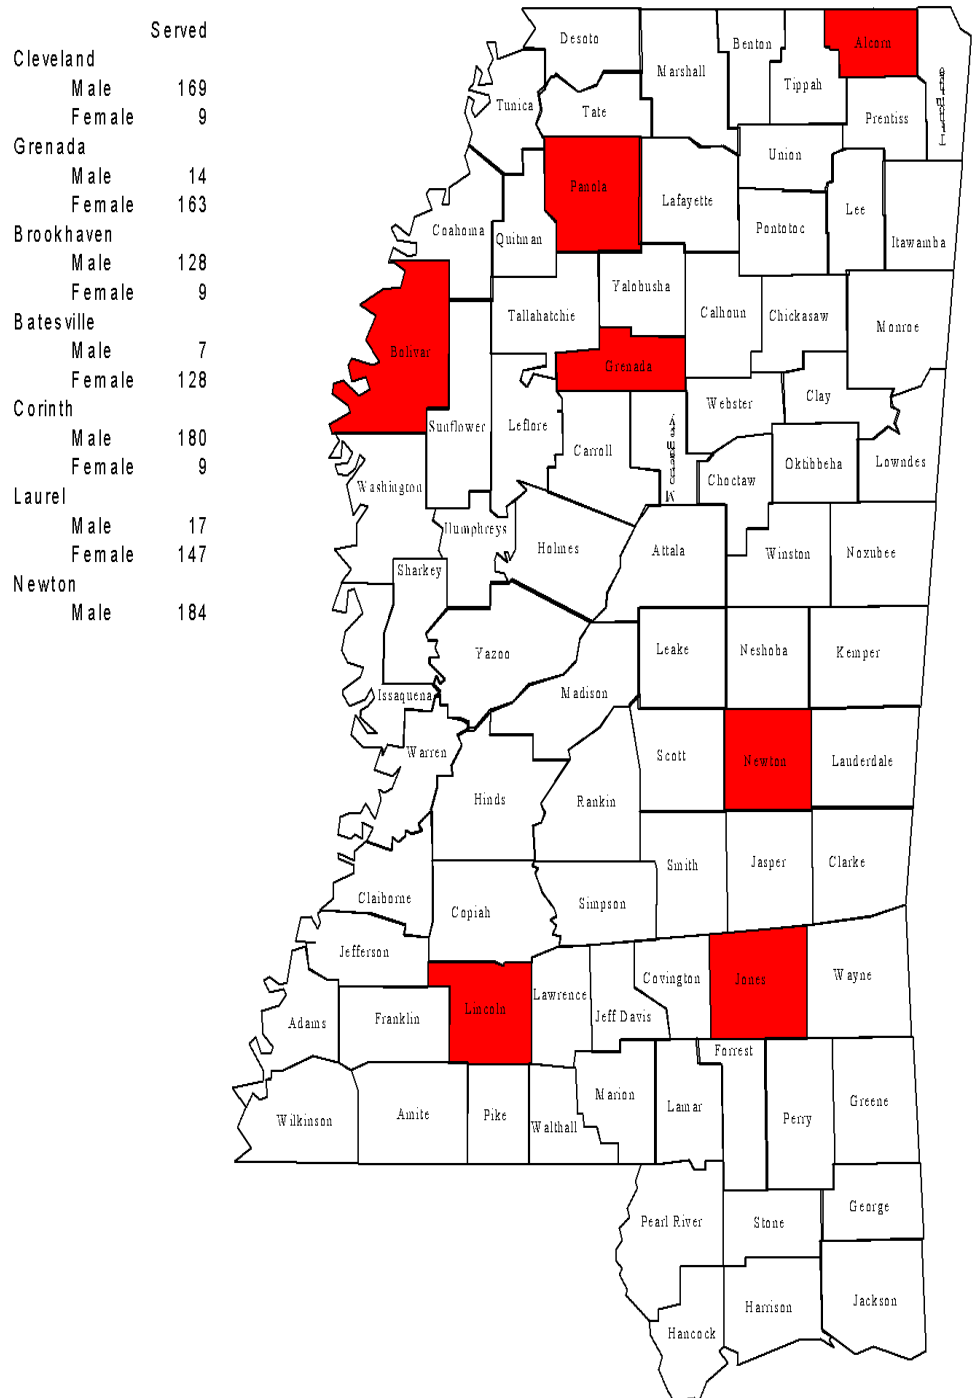 Served
Cleveland
Male 169
Female 9
Grenada
Male 14
Female 163
Brookhaven
Male 128
Female 9
Batesville
Male 7
Female 128
Corinth
Male 180
Female 9
Laurel
Male 17
Female 147
Newton
Male 184
Desoto
Benton
Alcorn
Marshall
Tippah
Tunica
Tate
Prentiss
Union
Panola
Lafayette
Lee
Pontotoc
Coahoma
Quitman
Itawamba
Yalobusha
Tallahatchie
Calhoun
Chickasaw
Monroe
Bolivar
Grenada
Webster
Clay
Sunflower
Leflore
Carroll
Choctaw
Oktibbeha
Lowndes
Washington
Humphreys
Holmes
Attala
Winston
Noxubee
Sharkey
Yazoo
Leake
Neshoba
Kemper
Issaquena
Madison
Warren
Scott
Newton
Lauderdale
Hinds
Rankin
Smith
Jasper
Clarke
Claiborne
Copiah
Simpson
Jefferson
Covington
Jones
Wayne
Lincoln
Lawrence
Adams
Franklin
Jeff Davis
Forrest
Wilkinson
Amite
Pike
Walthall
Marion
Lamar
Perry
Greene
Pearl River
Stone
George
Harrison
Jackson
Hancock